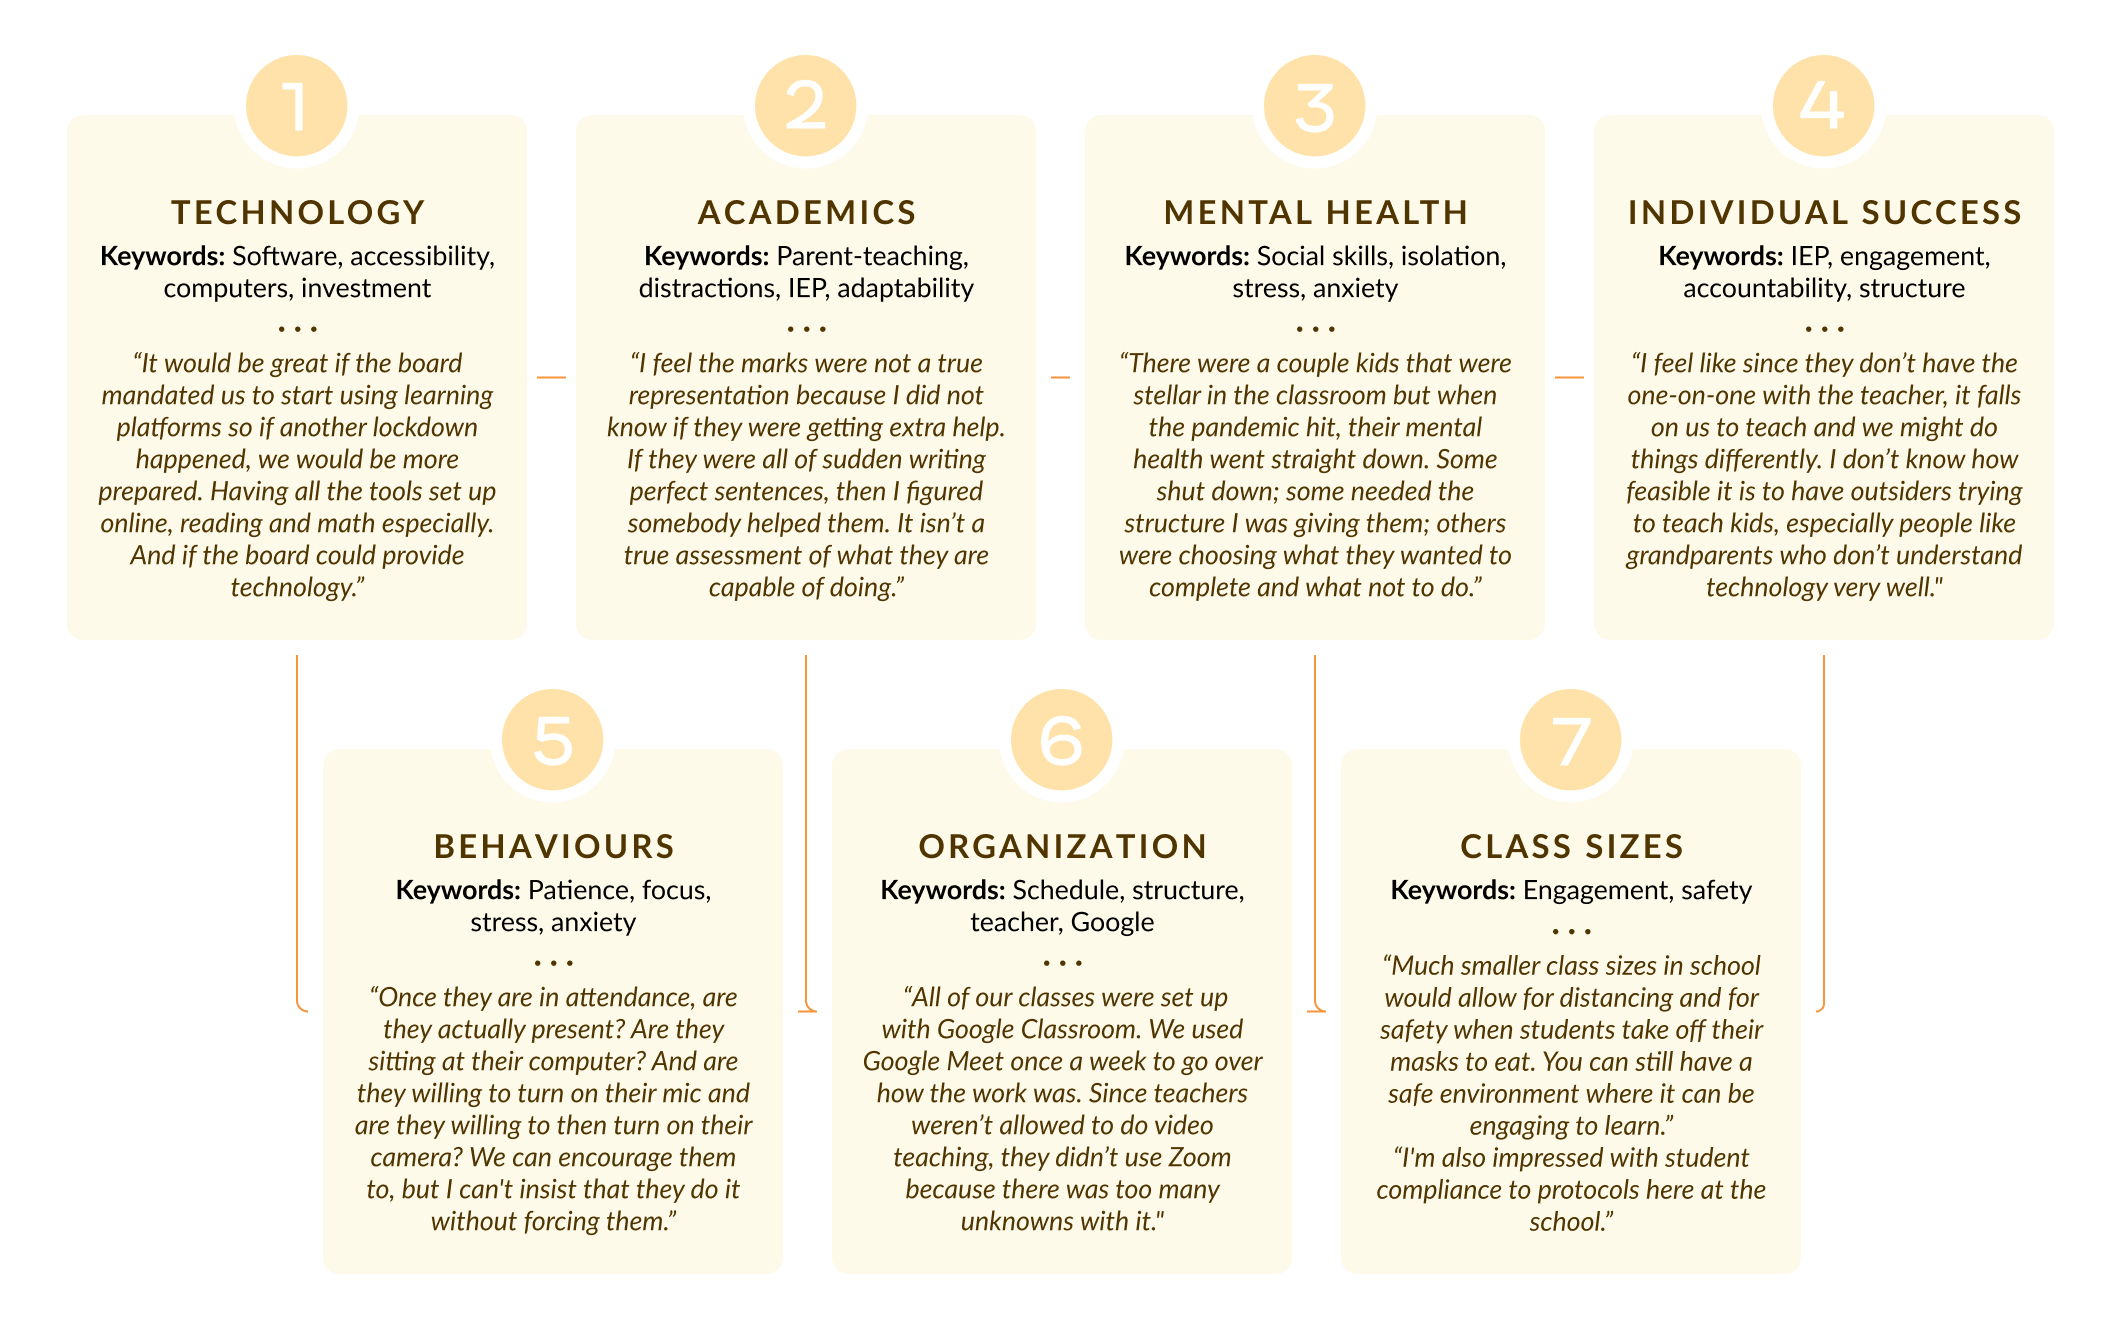 1
TECHNOLOGY
Keywords: Software, accessibility,
computers, investment
...
“It would be great if the board
mandated us to start using learning
platforms so if another lockdown
happened, we would be more
prepared. Having all the tools set up
online, reading and math especially.
And if the board could provide
technology.”
2
ACADEMICS
Keywords: Parent-teaching,
distractions, IEP, adaptability
...
“I feel the marks were not a true
representation because I did not
know if they were getting extra help.
If they were all of sudden writing
perfect sentences, then I figured
somebody helped them. It isn’t a
true assessment of what they are
capable of doing.”
3
MENTAL HEALTH
Keywords: Social skills, isolation,
stress, anxiety
...
“There were a couple kids that were
stellar in the classroom but when
the pandemic hit, their mental
health went straight down. Some
shut down; some needed the
structure I was giving them; others
were choosing what they wanted to
complete and what not to do.”
4
INDIVIDUAL SUCCESS
Keywords: IEP, engagement,
accountability, structure
...
“I feel like since they don’t have the
one-on-one with the teacher, it falls
on us to teach and we might do
things differently. I don’t know how
feasible it is to have outsiders trying
to teach kids, especially people like
grandparents who don’t understand
technology very well."
5
BEHAVIOURS
Keywords: Patience, focus,
stress, anxiety
...
“Once they are in attendance, are
they actually present? Are they
sitting at their computer? And are
they willing to turn on their mic and
are they willing to then turn on their
camera? We can encourage them
to, but I can't insist that they do it
without forcing them.”
6
ORGANIZATION
Keywords: Schedule, structure,
teacher, Google
...
“All of our classes were set up
with Google Classroom. We used
Google Meet once a week to go over
how the work was. Since teachers
weren’t allowed to do video
teaching, they didn’t use Zoom
because there was too many
unknowns with it."
7
CLASS SIZES
Keywords: Engagement, safety
...
“Much smaller class sizes in school
would allow for distancing and for
safety when students take off their
masks to eat. You can still have a
safe environment where it can be
engaging to learn.”
“I'm also impressed with student
compliance to protocols here at the
school.”